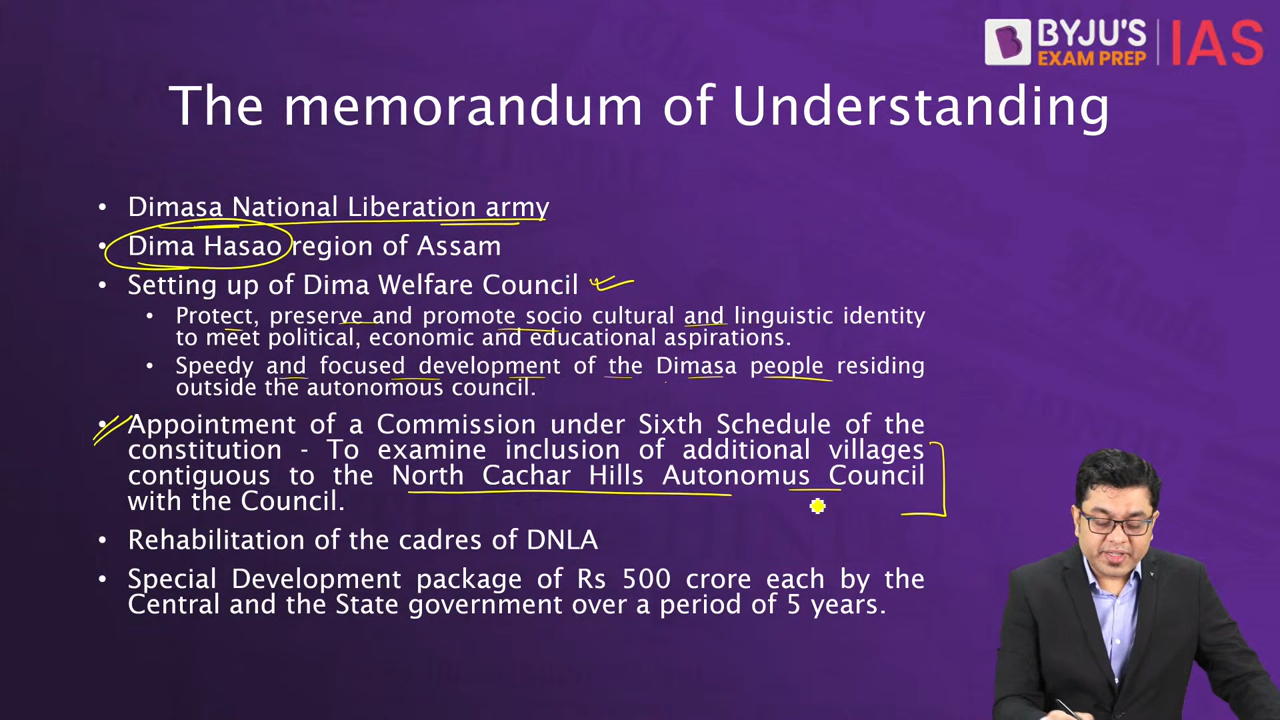 BYJU'S
EXAM PREP
IAS
The memorandum of Understanding
• Dimasa National Liberation army
• Dima Hasao region of Assam
• Setting up of Dima Welfare Council
• Protect, preserve and promote socio cultural and linguistic identity
to meet political, economic and educational aspirations.
• Speedy and focused development of the Dimasa people residing
outside the autonomous council.
• Appointment of a Commission under Sixth Schedule of the
constitution - To examine inclusion of additional villages
contiguous to the North Cachar Hills Autonomus Council
with the Council.
• Rehabilitation of the cadres of DNLA
• Special Development package of Rs 500 crore each by the
Central and the State government over a period of 5 years.